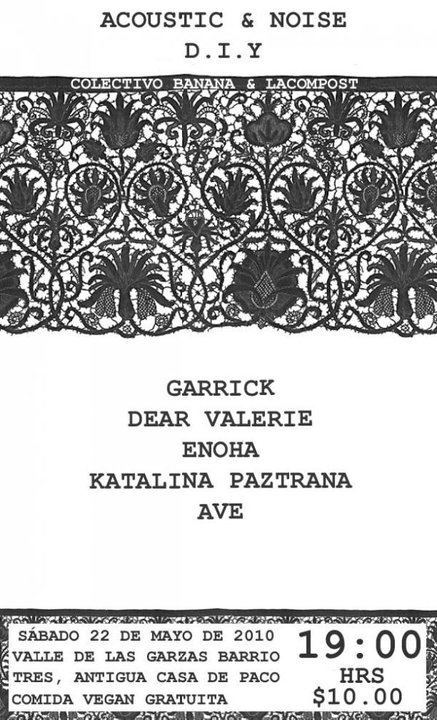 ACOUSTIC & NOISE
D.I.Y
COLECTIVO BANANA & LACOMPOST
GARRICK
DEAR VALERIE
ENOHA
KATALINA PAZTRANA
AVE
SÁBADO 22 DE MAYO DE 2010
VALLE DE LAS GARZAS BARRIO
TRES, ANTIGUA CASA DE PACO
COMIDA VEGAN GRATUITA
19:00
HRS
$10.00